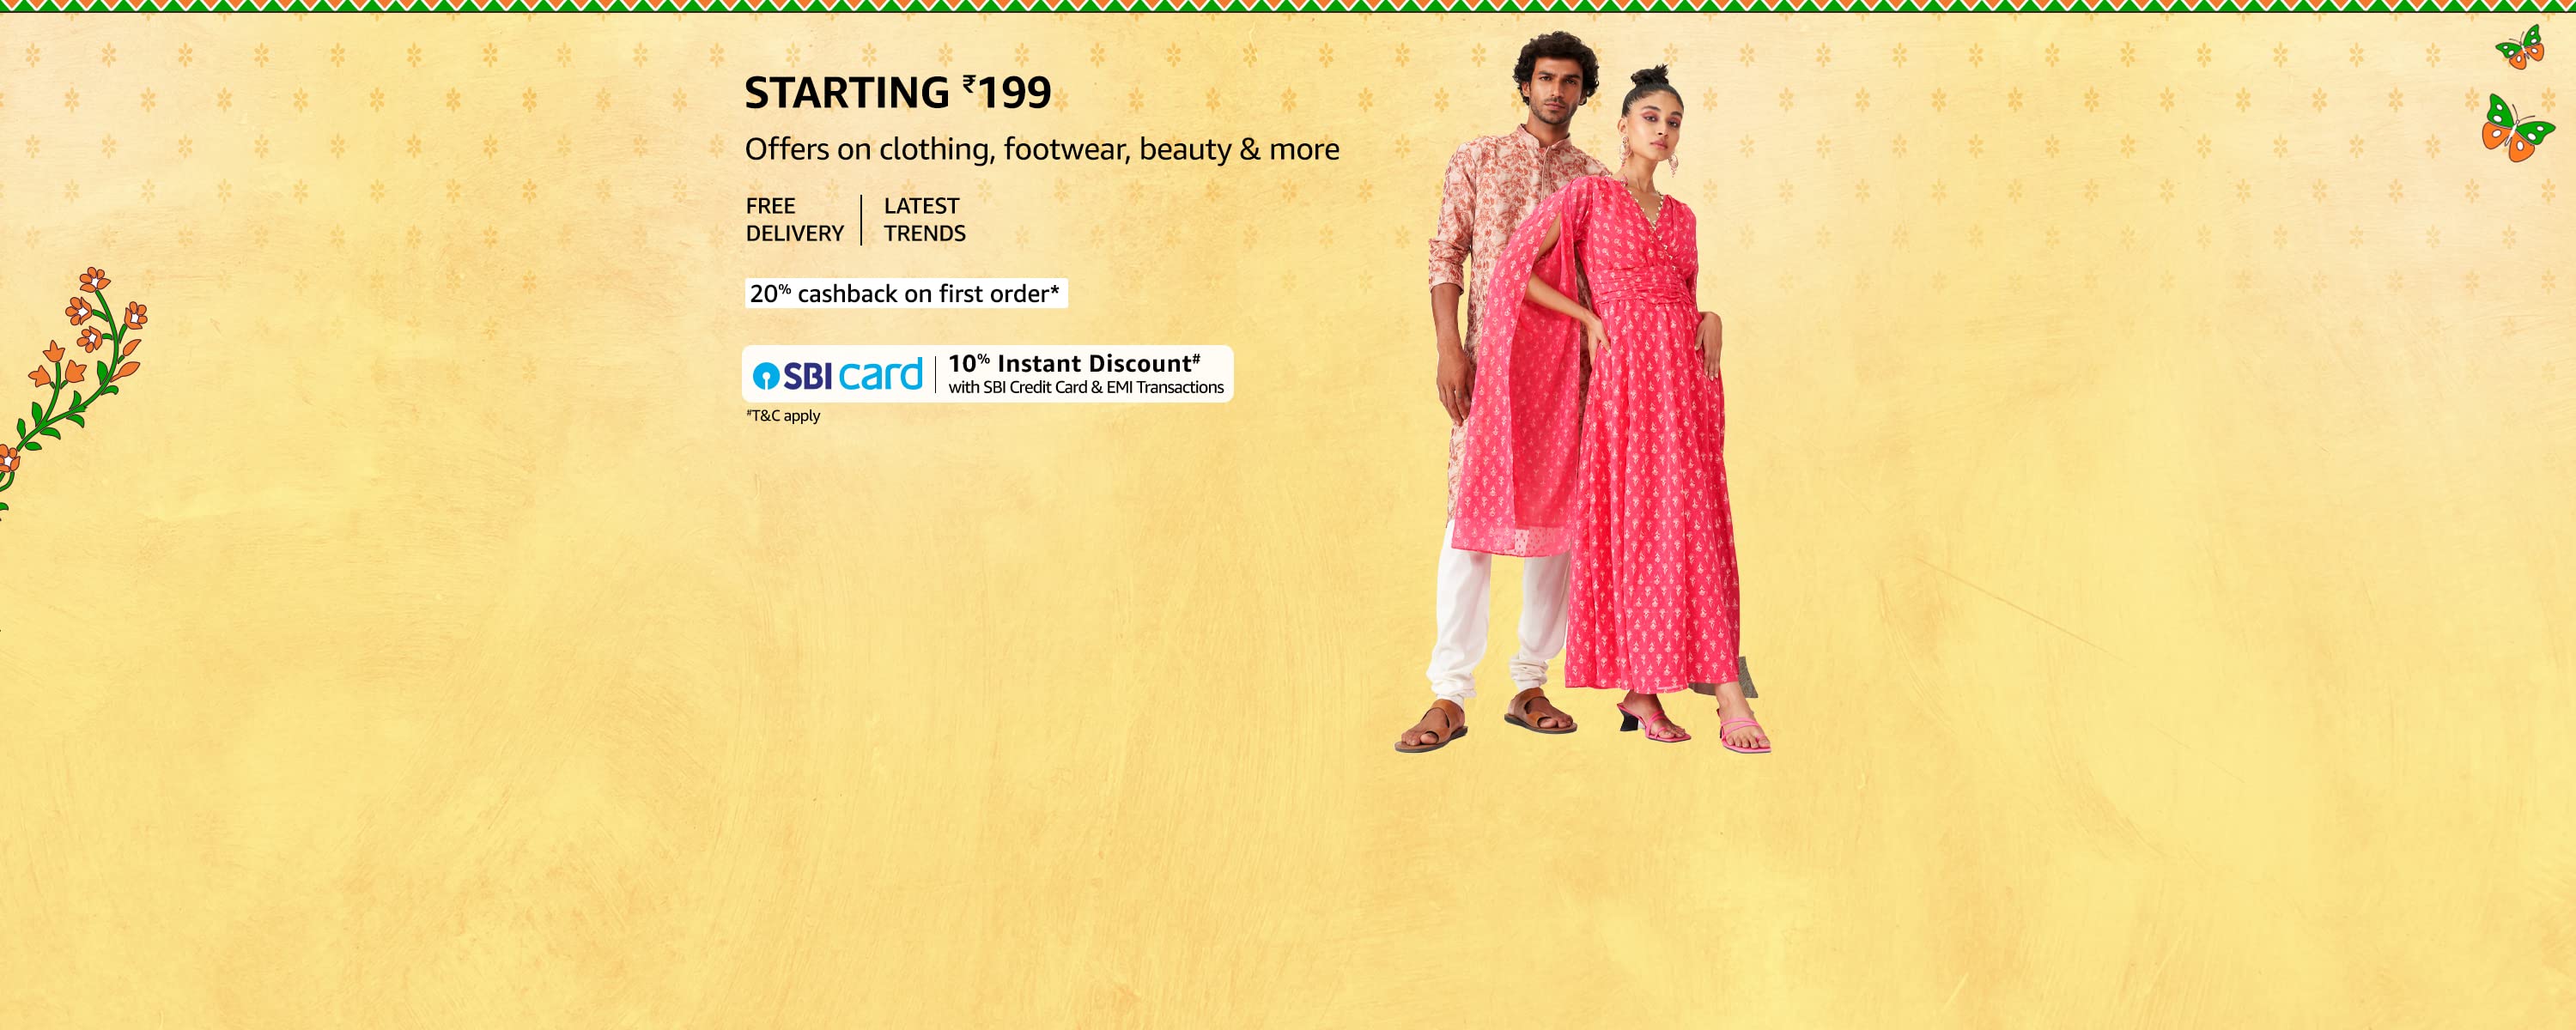 STARTING ₹199
Offers on clothing, footwear, beauty & more
FREE DELIVERY | LATEST TRENDS
20% cashback on first order*
SBI card | 10% Instant Discount#
with SBI Credit Card & EMI Transactions
#T&C apply